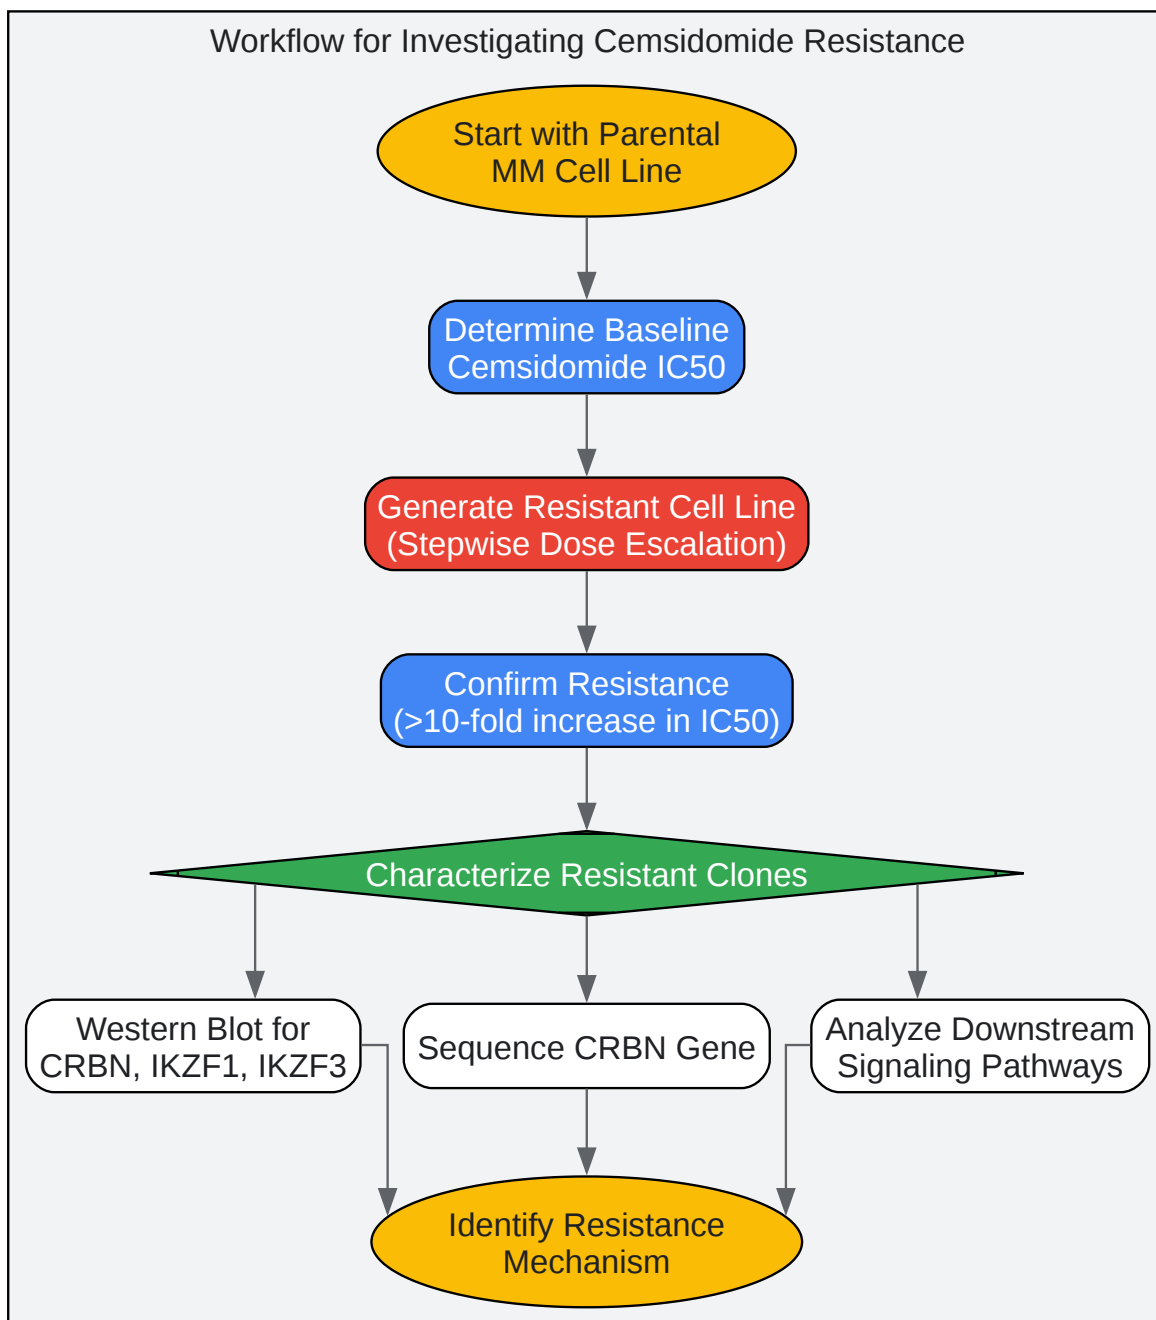 Workflow for Investigating Cemsidomide Resistance
Start with Parental
MM Cell Line
Determine Baseline
Cemsidomide IC50
Generate Resistant Cell Line
(Stepwise Dose Escalation)
Confirm Resistance
(>10-fold increase in IC50)
Characterize Resistant Clones
Western Blot for
CRBN, IKZF1, IKZF3
Sequence CRBN Gene
Analyze Downstream
Signaling Pathways
Identify Resistance
Mechanism